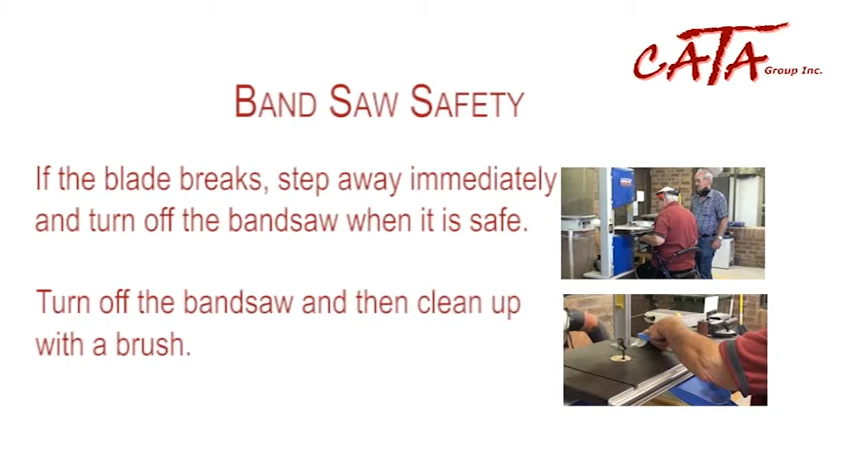 CATA
Group Inc.
BAND SAW SAFETY
If the blade breaks, step away immediately
and turn off the bandsaw when it is safe.
Turn off the bandsaw and then clean up
with a brush.